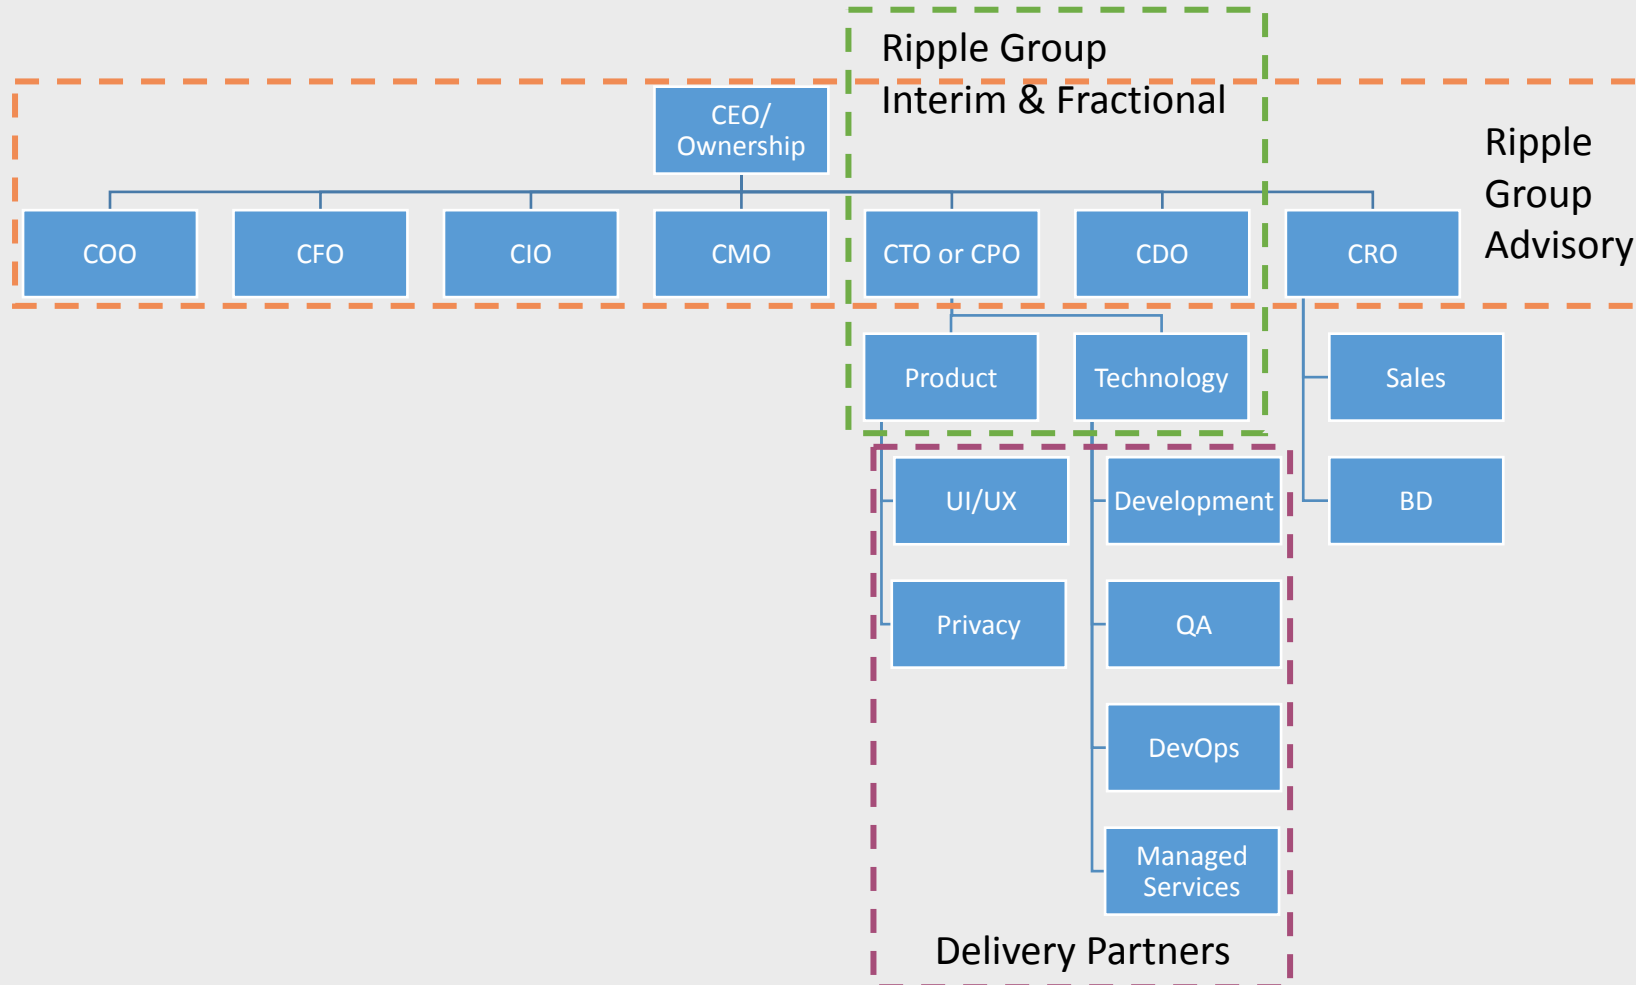 Ripple Group
Interim & Fractional
CEO/
Ownership
Ripple
Group
Advisory
COO
CFO
CIO
CMO
CTO or CPO
CDO
CRO
Product
Technology
Sales
UI/UX
Development
BD
Privacy
QA
DevOps
Managed
Services
Delivery Partners